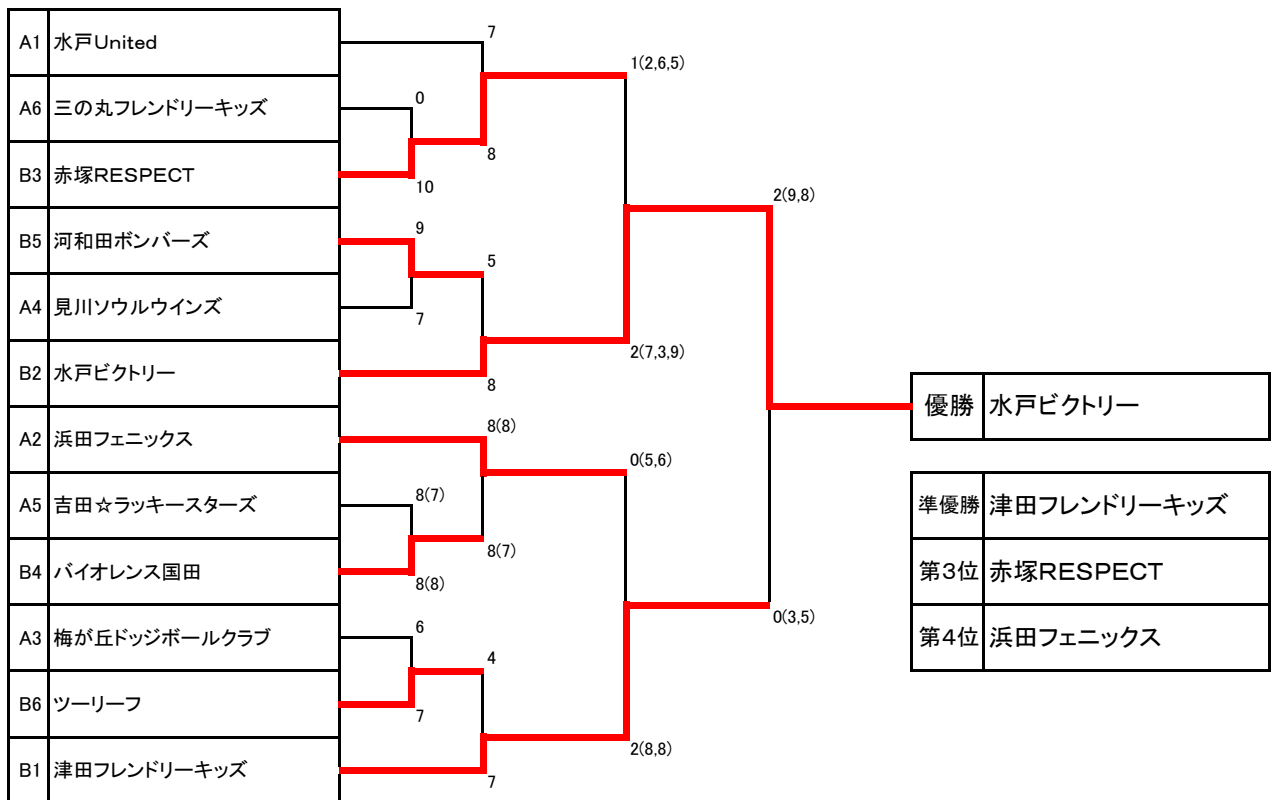 A1 水戸United
A6 三の丸フレンドリーキッズ
B3 赤塚RESPECT
B5 河和田ボンバーズ
A4 見川ソウルウインズ
B2 水戸ビクトリー
A2 浜田フェニックス
A5 吉田☆ラッキースターズ
B4 バイオレンス国田
A3 梅が丘ドッジボールクラブ
B6 ツーリーフ
B1 津田フレンドリーキッズ
0
10
9
7
8(7)
8(8)
6
7
7
8
5
8
8(8)
8(7)
4
7
1(2,6,5)
2(7,3,9)
0(5,6)
2(8,8)
2(9,8)
0(3,5)
優勝 水戸ビクトリー
準優勝 津田フレンドリーキッズ
第3位 赤塚RESPECT
第4位 浜田フェニックス